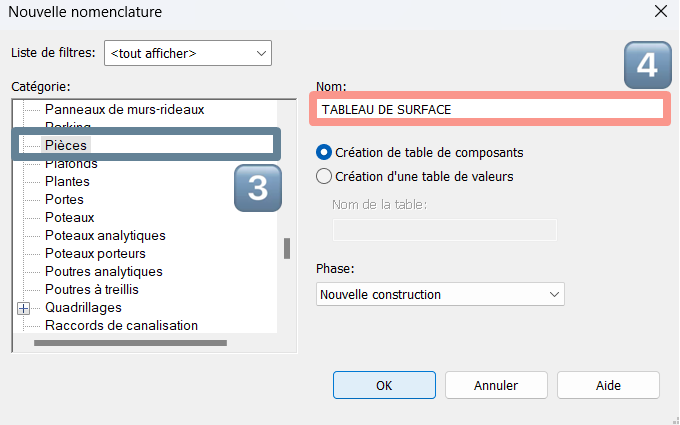 Nouvelle nomenclature
Liste de filtres: <tout afficher>
Catégorie:
Panneaux de murs-rideaux
Parking
Pièces
Plafonds
Plantes
Portes
Poteaux
Poteaux analytiques
Poteaux porteurs
Poutres analytiques
Poutres à treillis
Quadrillages
Raccords de canalisation
3
4
Nom:
TABLEAU DE SURFACE
Création de table de composants
Création d'une table de valeurs
Nom de la table:
Phase:
Nouvelle construction
OK
Annuler
Aide